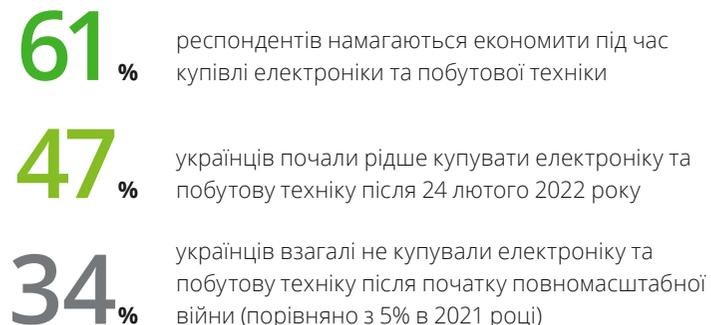 61% респондентів намагаються економити під час
купівлі електроніки та побутової техніки
47% українців почали рідше купувати електроніку та
побутову техніку після 24 лютого 2022 року
34% українців взагалі не купували електроніку та
побутову техніку після початку повномасштабної
війни (порівняно з 5% в 2021 році)